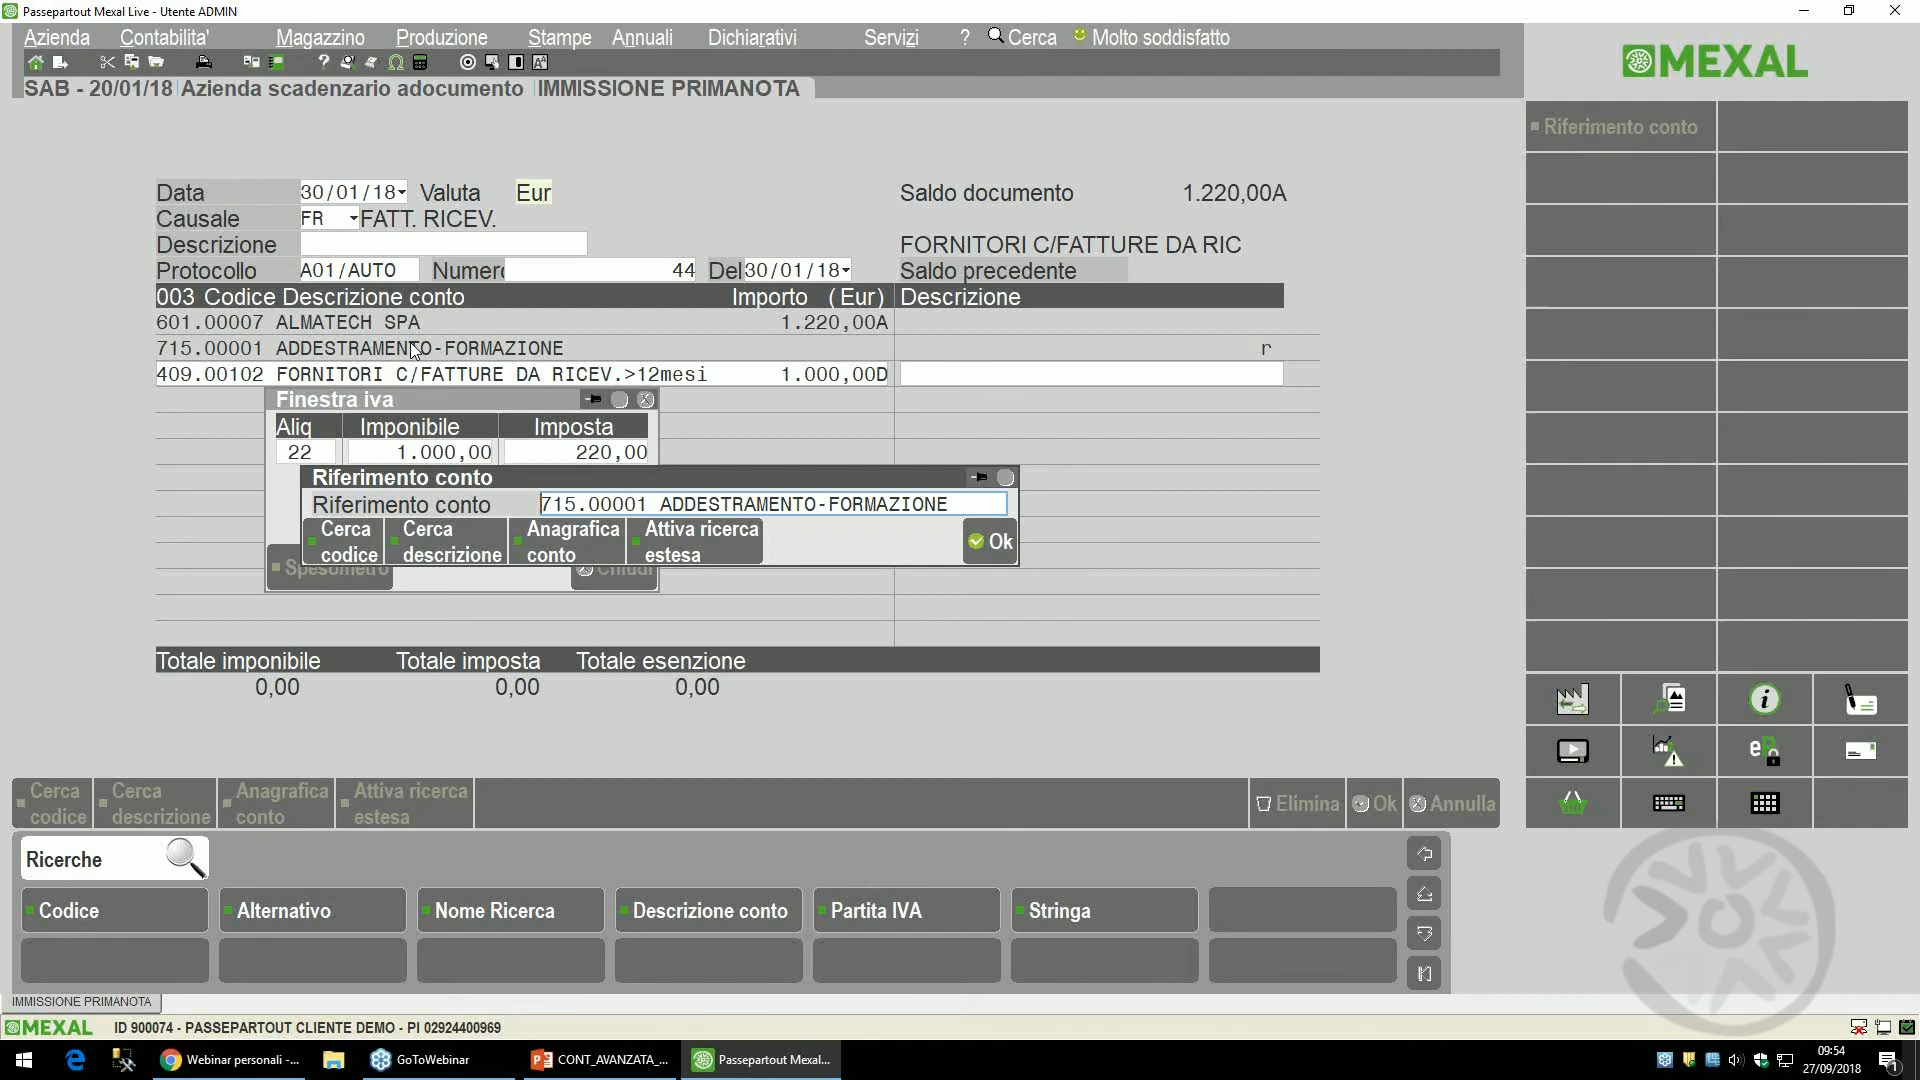 Passepartout Mexal Live - Utente ADMIN
Azienda Contabilita' Magazzino Produzione Stampe Annuali Dichiarativi Servizi ? Cerca Molto soddisfatto
MEXAL
SAB - 20/01/18 Azienda scadenzario adocumento IMMISSIONE PRIMANOTA
Riferimento conto
Data 30/01/18 Valuta Eur Saldo documento 1.220,00A
Causale FR FATT. RICEV.
Descrizione FORNITORI C/FATTURE DA RIC
Protocollo A01/AUTO Numero 44 Del 30/01/18 Saldo precedente
003 Codice Descrizione conto Importo (Eur) Descrizione
601.00007 ALMATECH SPA 1.220,00A
715.00001 ADDESTRAMENTO-FORMAZIONE r
409.00102 FORNITORI C/FATTURE DA RICEV.>12mesi 1.000,00D
Finestra iva
Aliq Imponibile Imposta
22 1.000,00 220,00
Riferimento conto
Riferimento conto 715.00001 ADDESTRAMENTO-FORMAZIONE
Cerca codice Cerca descrizione Anagrafica conto Attiva ricerca estesa Ok
Spesometro Chiudi
Totale imponibile Totale imposta Totale esenzione
0,00 0,00 0,00
Cerca codice Cerca descrizione Anagrafica conto Attiva ricerca estesa Elimina Ok Annulla
Ricerche
Codice Alternativo Nome Ricerca Descrizione conto Partita IVA Stringa
IMMISSIONE PRIMANOTA
MEXAL ID 900074 - PASSEPARTOUT CLIENTE DEMO - PI 02924400969
Webinar personali -... GoToWebinar CONT_AVANZATA_... Passepartout Mexal... 09:54
27/09/2018